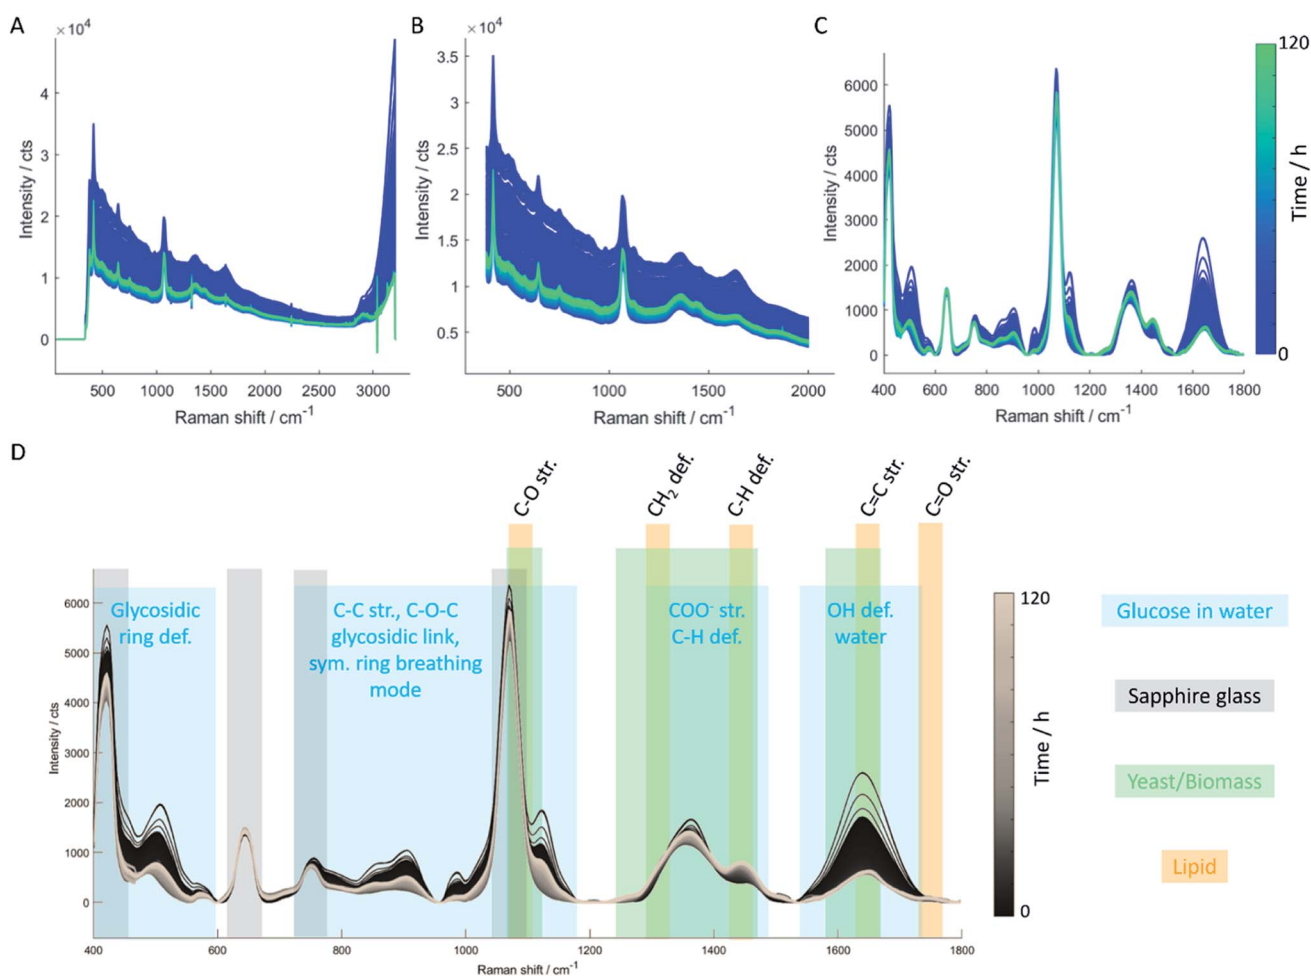 A
×10⁴
4
3
2
1
0
Intensity / cts
500 1000 1500 2000 2500 3000
Raman shift / cm⁻¹
B
×10⁴
3.5
3
2.5
2
1.5
1
0.5
Intensity / cts
500 1000 1500 2000
Raman shift / cm⁻¹
C
6000
5000
4000
3000
2000
1000
0
Intensity / cts
400 600 800 1000 1200 1400 1600 1800
Raman shift / cm⁻¹
120
Time / h
0
D
C-O str.
CH₂ def.
C-H def.
C=C str.
C=O str.
6000
5000
4000
3000
2000
1000
0
Intensity / cts
Glycosidic
ring def.
C-C str., C-O-C
glycosidic link,
sym. ring breathing
mode
COO⁻ str.
C-H def.
OH def.
water
400 600 800 1000 1200 1400 1600 1800
Raman shift / cm⁻¹
120
Time / h
0
Glucose in water
Sapphire glass
Yeast/Biomass
Lipid